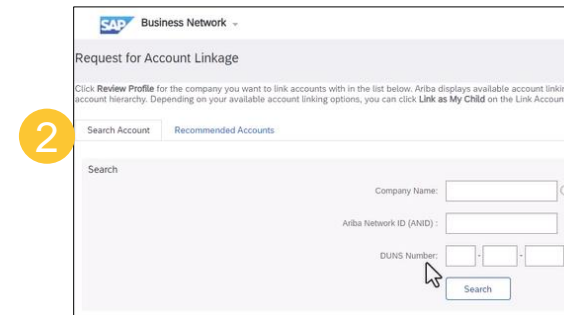 SAP Business Network
Request for Account Linkage
Click Review Profile for the company you want to link accounts with in the list below. Ariba displays available account
account hierarchy. Depending on your available account linking options, you can click Link as My Child on the Link
2
Search Account Recommended Accounts
Search
Company Name:
Ariba Network ID (ANID) :
DUNS Number: - -
Search